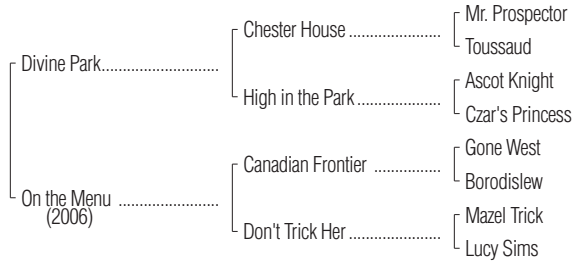 Mr. Prospector
Chester House ....................
Toussaud
Divine Park..........................
Ascot Knight
High in the Park ..................
Czar's Princess
Gone West
Canadian Frontier ..............
Borodislew
On the Menu ......................
(2006)
Mazel Trick
Don't Trick Her ....................
Lucy Sims